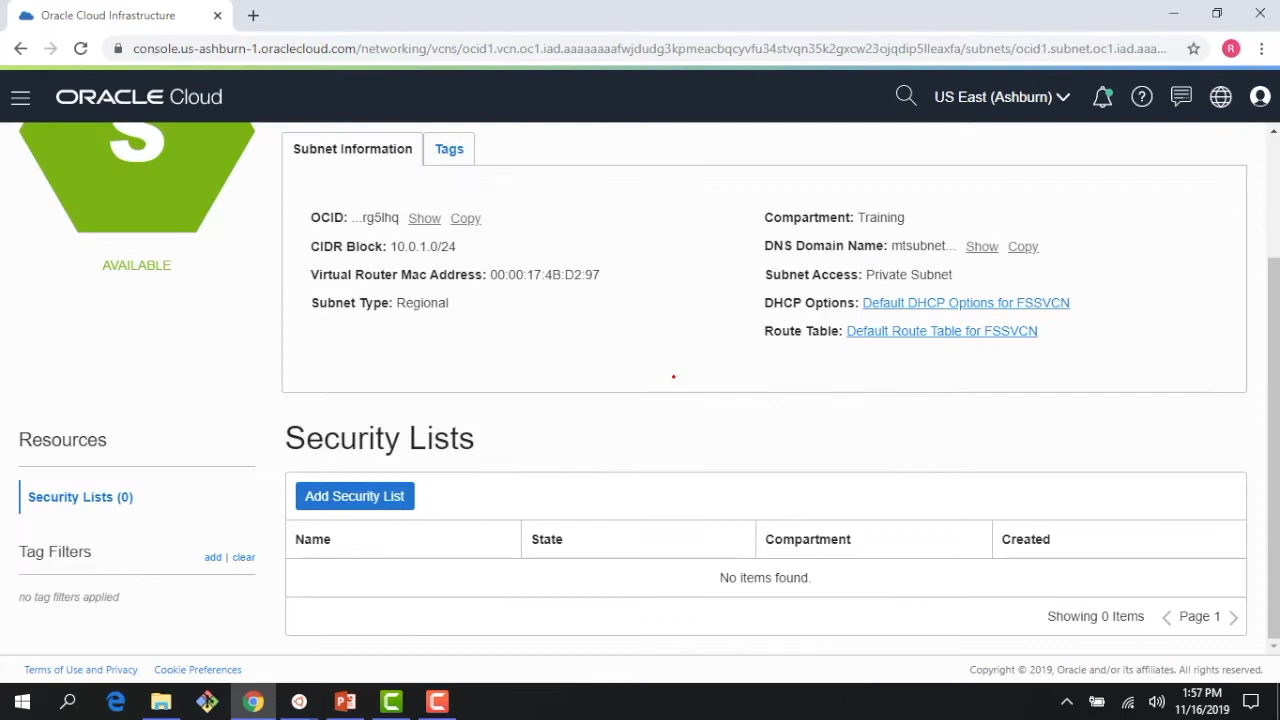 Oracle Cloud Infrastructure
console.us-ashburn-1.oraclecloud.com/networking/vcns/ocid1.vcn.oc1.iad.aaaaaaaafwjdudg3kpmeacbqcyvfu34stvqn35k2gxcw23ojqdip5lleaxfa/subnets/ocid1.subnet.oc1.iad.aaa...
R
ORACLE Cloud
US East (Ashburn)
S
AVAILABLE
Subnet Information
Tags
OCID: ...rg5lhq Show Copy
CIDR Block: 10.0.1.0/24
Virtual Router Mac Address: 00:00:17:4B:D2:97
Subnet Type: Regional
Compartment: Training
DNS Domain Name: mtsubnet... Show Copy
Subnet Access: Private Subnet
DHCP Options: Default DHCP Options for FSSVCN
Route Table: Default Route Table for FSSVCN
Resources
Security Lists (0)
Tag Filters add | clear
no tag filters applied
Security Lists
Add Security List
Name State Compartment Created
No items found.
Showing 0 Items Page 1
Terms of Use and Privacy Cookie Preferences
Copyright © 2019, Oracle and/or its affiliates. All rights reserved.
1:57 PM
11/16/2019